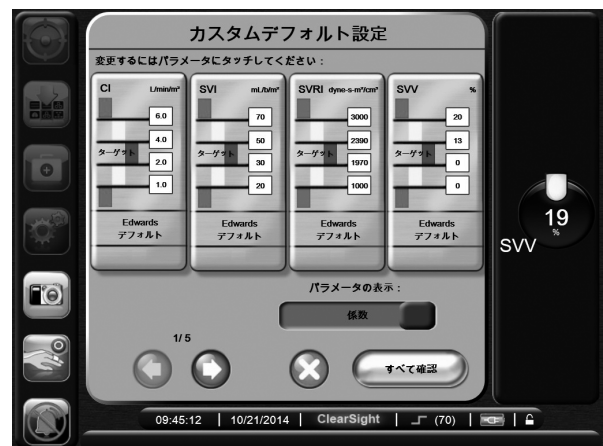 カスタムデフォルト設定
変更するにはパラメータにタッチしてください：
CI L/min/m²
6.0
4.0
ターゲット
2.0
1.0
Edwards
デフォルト
SVI mL/b/m²
70
50
ターゲット
30
20
Edwards
デフォルト
SVRI dyne-s-m²/cm⁵
3000
2390
ターゲット
1970
1000
Edwards
デフォルト
SVV %
20
13
ターゲット
0
0
Edwards
デフォルト
19
%
SVV
パラメータの表示：
係数
1/5
すべて確認
09:45:12 | 10/21/2014 | ClearSight | (70)